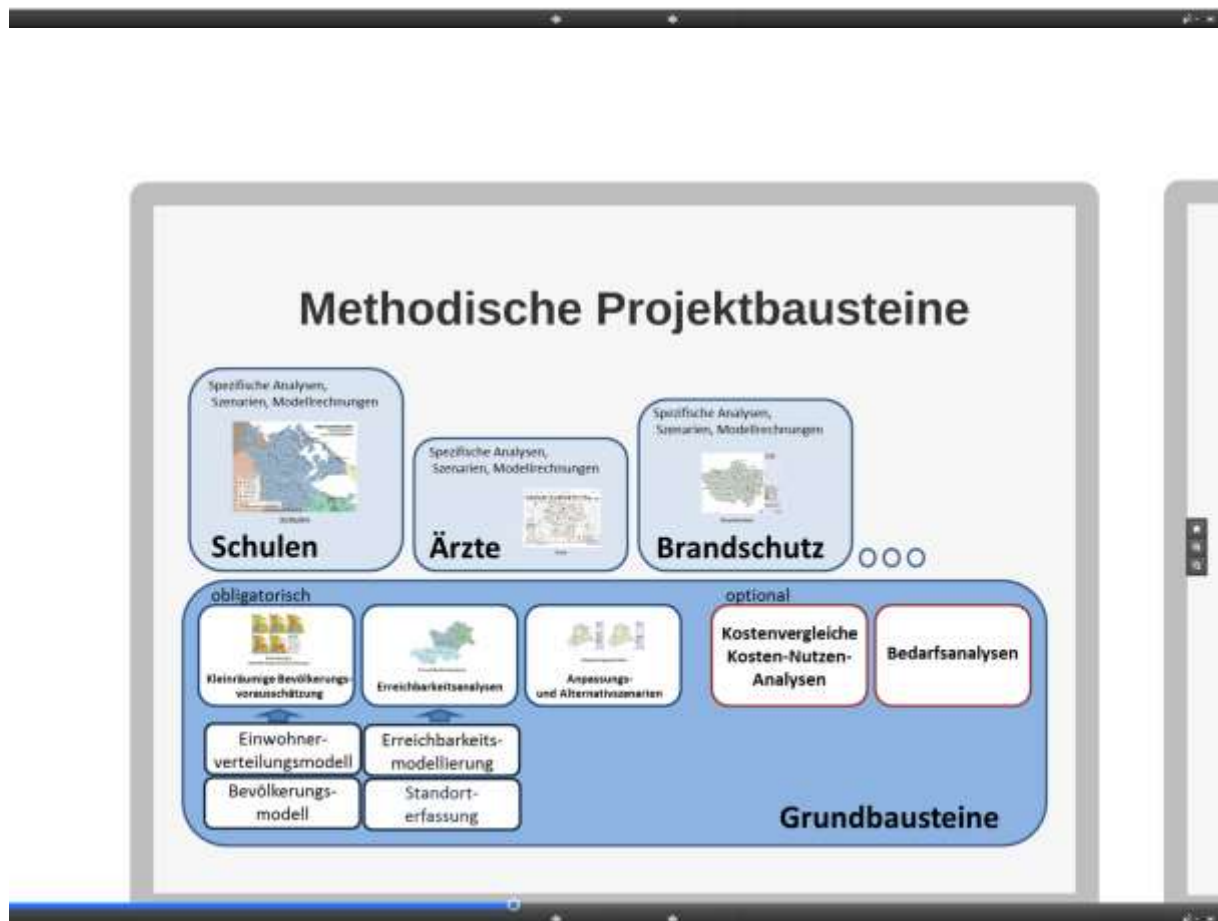 Methodische Projektbausteine
Spezifische Analysen,
Szenarien, Modellrechnungen
Schulen
Spezifische Analysen,
Szenarien, Modellrechnungen
Ärzte
Spezifische Analysen,
Szenarien, Modellrechnungen
Brandschutz
obligatorisch
Kleinräumige Bevölkerungs-
vorausschätzung
Erreichbarkeitsanalysen
Anpassungs-
und Alternativszenarien
optional
Kostenvergleiche
Kosten-Nutzen-
Analysen
Bedarfsanalysen
Einwohner-
verteilungsmodell
Erreichbarkeits-
modellierung
Bevölkerungs-
modell
Standort-
erfassung
Grundbausteine